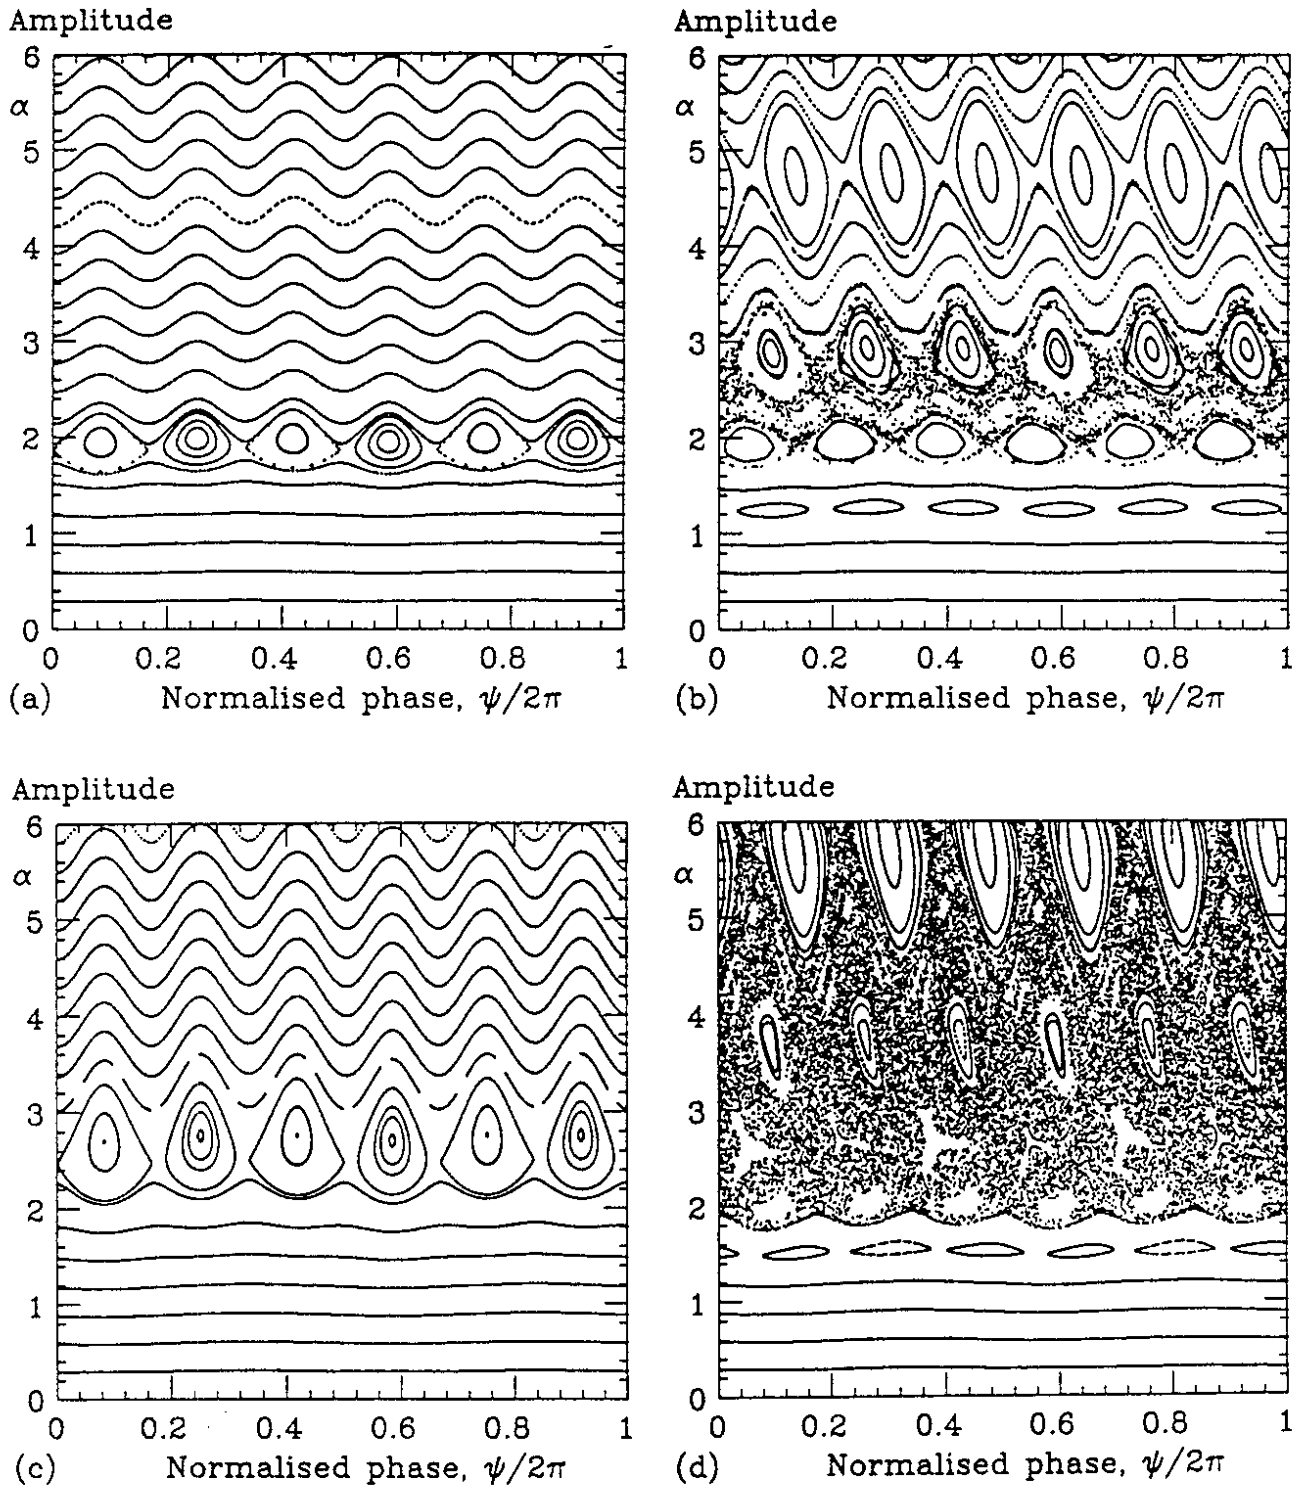 Amplitude
α
6
5
4
3
2
1
0
0 0.2 0.4 0.6 0.8 1
(a) Normalised phase, ψ/2π
Amplitude
α
6
5
4
3
2
1
0
0 0.2 0.4 0.6 0.8 1
(b) Normalised phase, ψ/2π
Amplitude
α
6
5
4
3
2
1
0
0 0.2 0.4 0.6 0.8 1
(c) Normalised phase, ψ/2π
Amplitude
α
6
5
4
3
2
1
0
0 0.2 0.4 0.6 0.8 1
(d) Normalised phase, ψ/2π